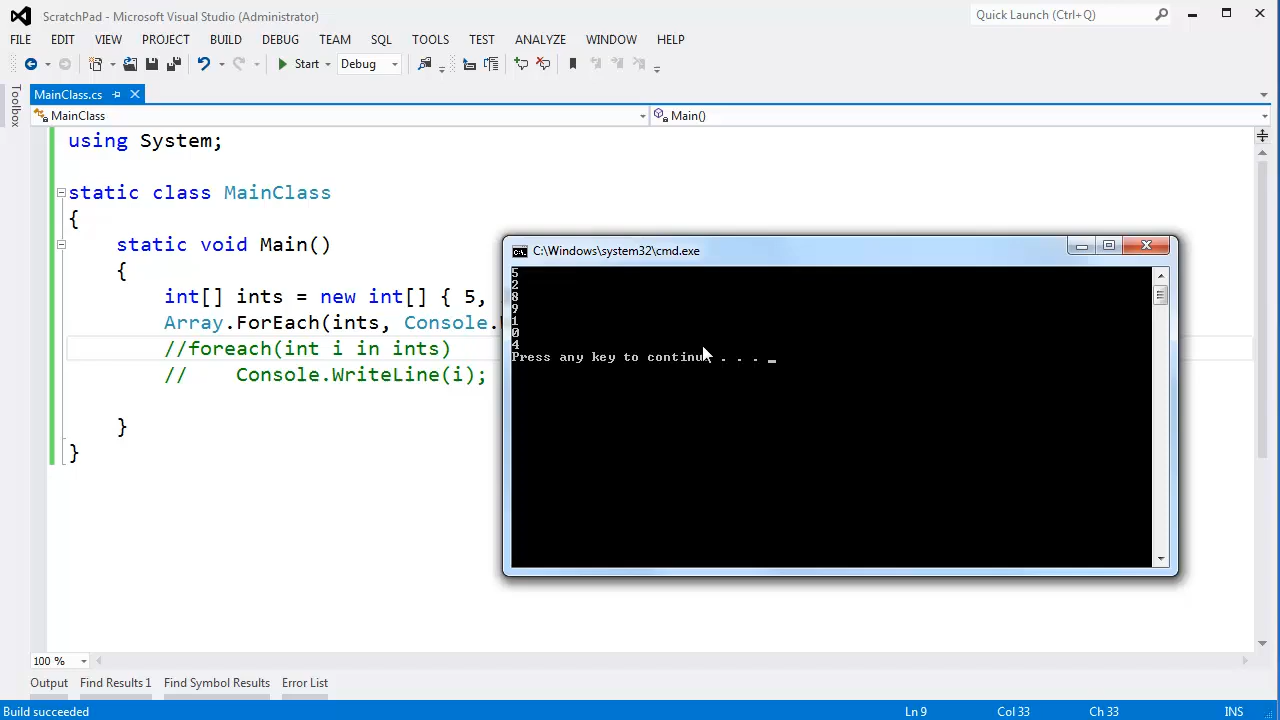 ScratchPad - Microsoft Visual Studio (Administrator)
Quick Launch (Ctrl+Q)
FILE EDIT VIEW PROJECT BUILD DEBUG TEAM SQL TOOLS TEST ANALYZE WINDOW HELP
Start Debug
Toolbox
MainClass.cs
MainClass
Main()
using System;
static class MainClass
{
static void Main()
{
int[] ints = new int[] { 5,
Array.ForEach(ints, Console.
//foreach(int i in ints)
// Console.WriteLine(i);
}
}
C:\Windows\system32\cmd.exe
5
2
8
9
1
0
4
Press any key to continu . . . _
100 %
Output Find Results 1 Find Symbol Results Error List
Build succeeded
Ln 9 Col 33 Ch 33 INS